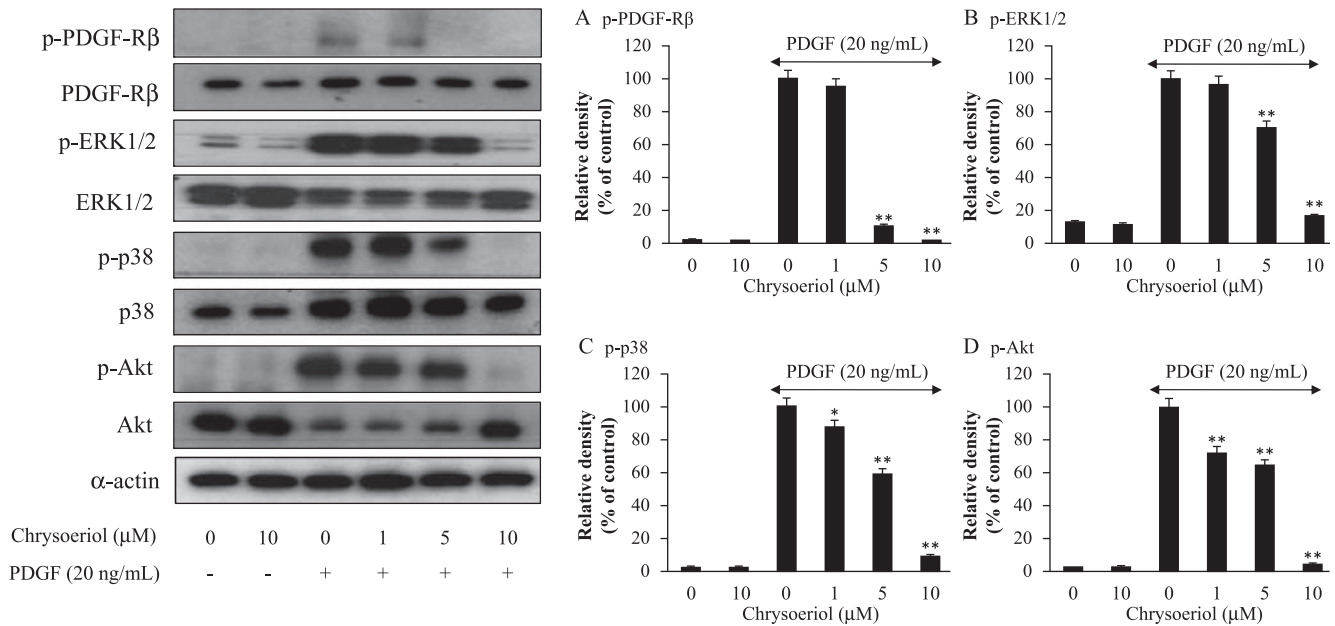 p-PDGF-Rβ
PDGF-Rβ
p-ERK1/2
ERK1/2
p-p38
p38
p-Akt
Akt
α-actin
Chrysoeriol (μM) 0 10 0 1 5 10
PDGF (20 ng/mL) - - + + + +
A p-PDGF-Rβ
PDGF (20 ng/mL)
Relative density
(% of control)
120
100
80
60
40
20
0
** **
0 10 0 1 5 10
Chrysoeriol (μM)
B p-ERK1/2
PDGF (20 ng/mL)
Relative density
(% of control)
120
100
80
60
40
20
0
** **
0 10 0 1 5 10
Chrysoeriol (μM)
C p-p38
PDGF (20 ng/mL)
Relative density
(% of control)
120
100
80
60
40
20
0
* ** **
0 10 0 1 5 10
Chrysoeriol (μM)
D p-Akt
PDGF (20 ng/mL)
Relative density
(% of control)
120
100
80
60
40
20
0
** ** **
0 10 0 1 5 10
Chrysoeriol (μM)